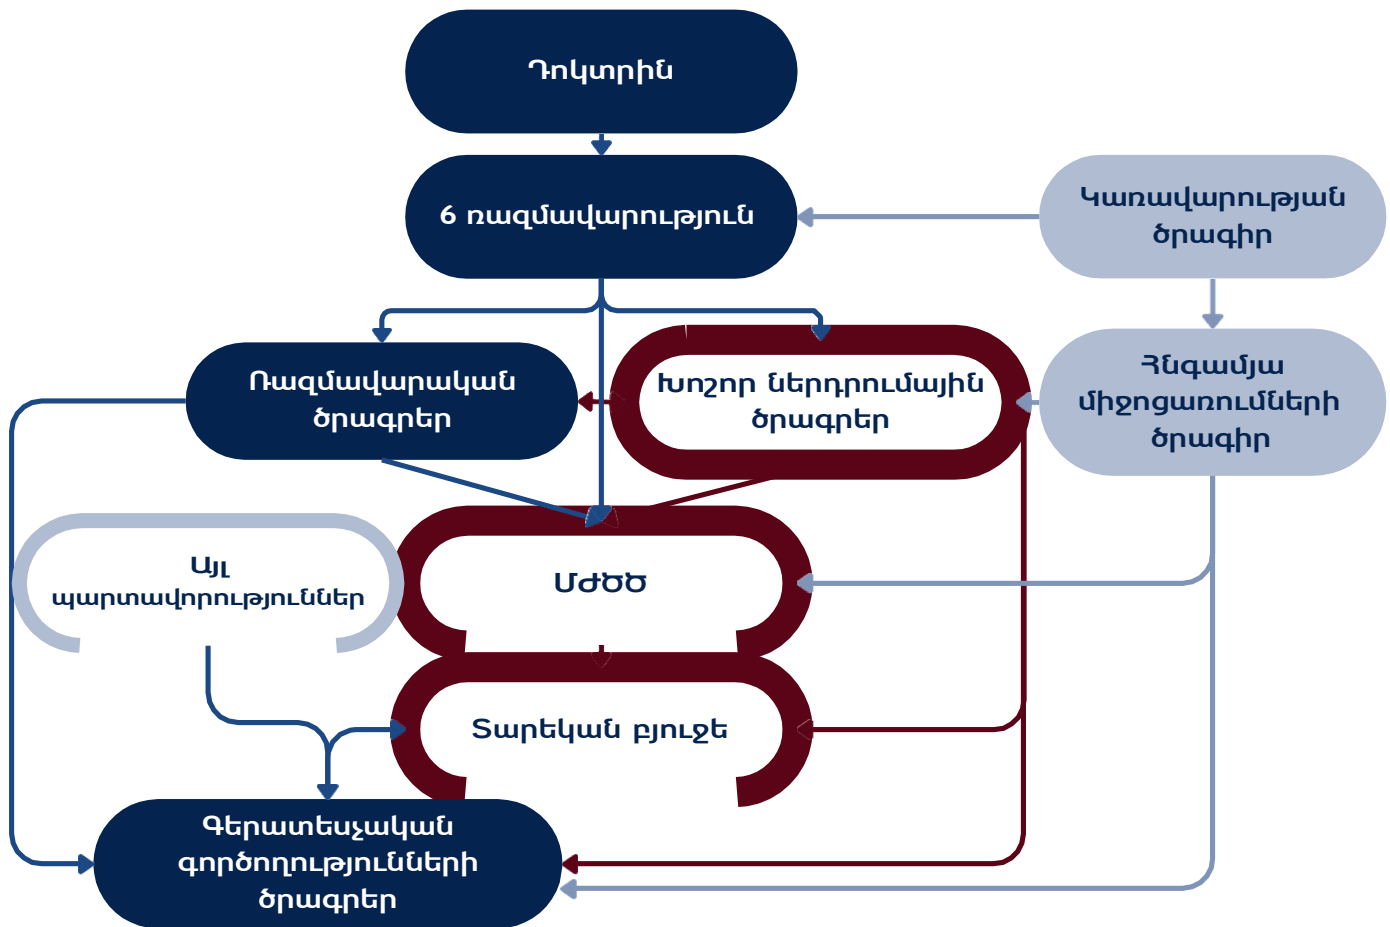 Դոկտրին
6 ռազմավարություն
Կառավարության
ծրագիր
Ռազմավարական
ծրագրեր
Խոշոր ներդրումային
ծրագրեր
Հնգամյա
միջոցառումների
ծրագիր
Այլ
պարտավորություններ
ՄԺԾԾ
Տարեկան բյուջե
Գերատեսչական
գործողությունների
ծրագրեր